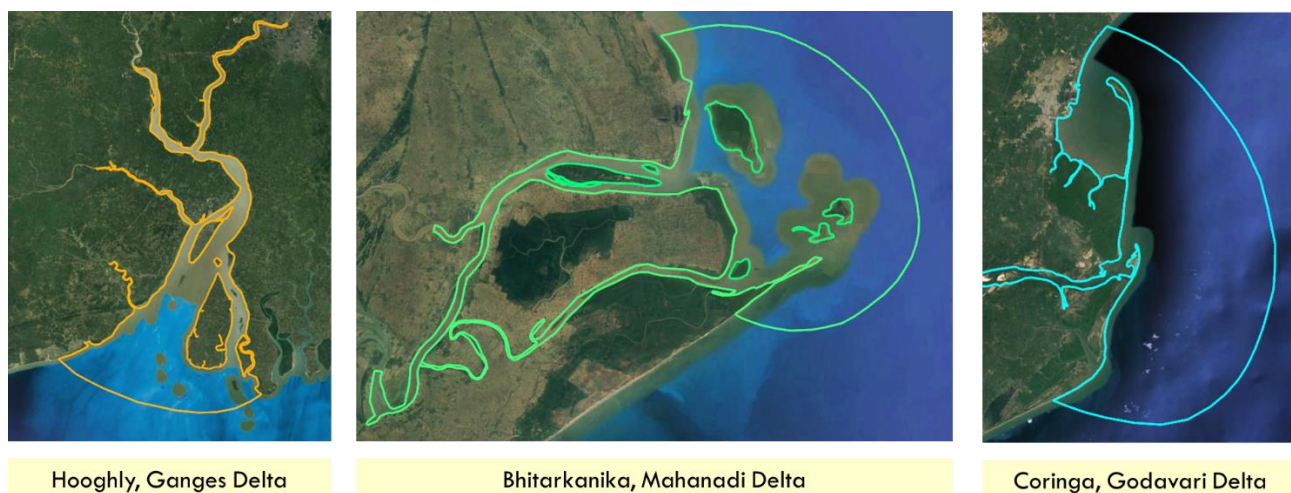 Hooghly, Ganges Delta
Bhitarkanika, Mahanadi Delta
Coringa, Godavari Delta